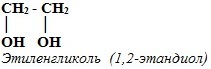 CH₂ - CH₂
| |
OH OH
Этиленгликоль (1,2-этандиол)